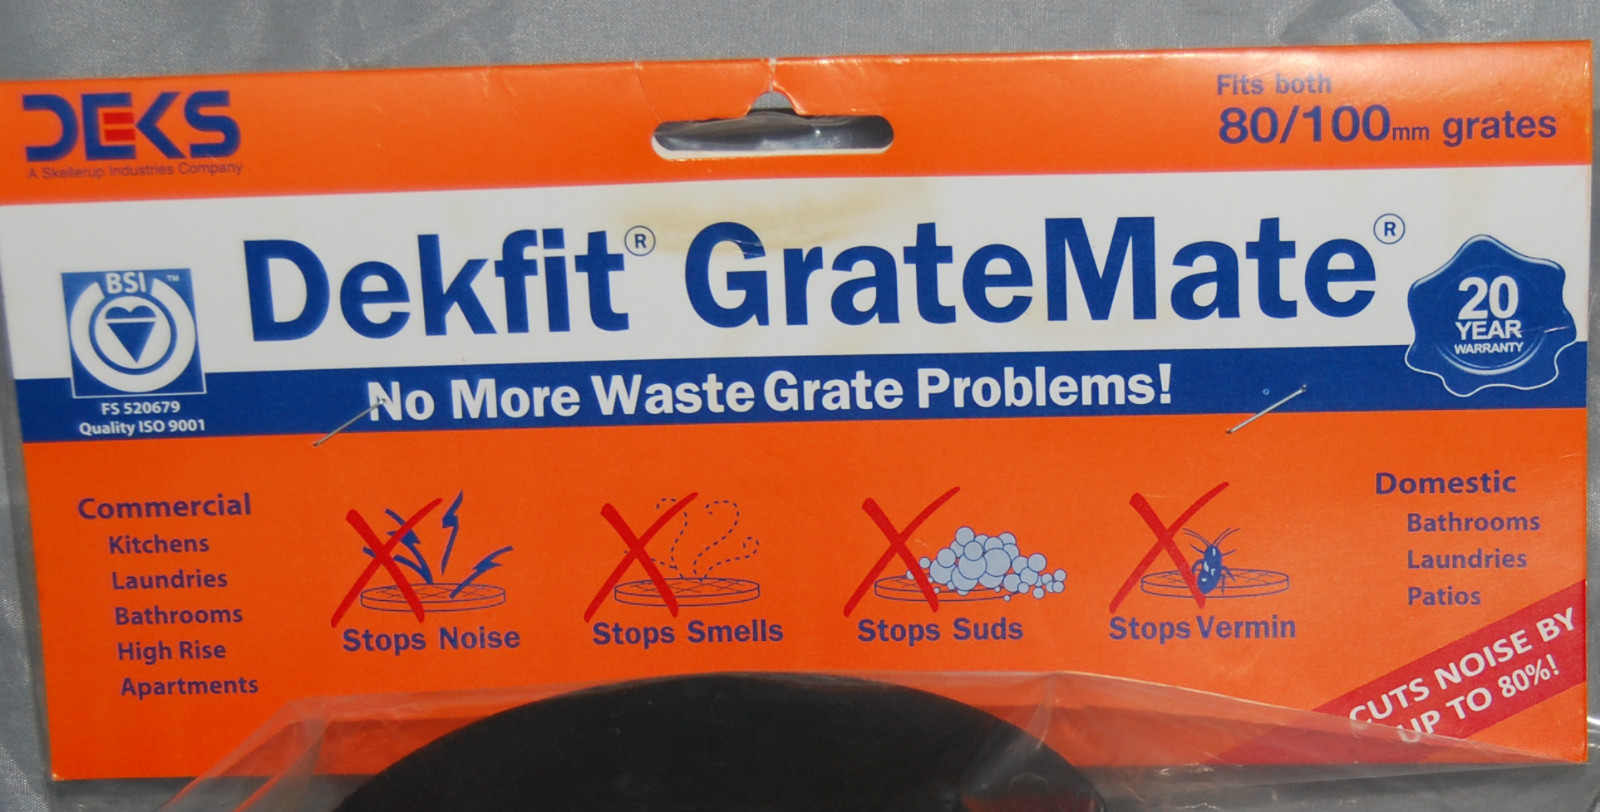 DEKS
A Skellerup Industries Company
Fits both
80/100mm grates
Dekfit® GrateMate®
BSI™
FS 520679
Quality ISO 9001
20
YEAR
WARRANTY
No More Waste Grate Problems!
Commercial
Kitchens
Laundries
Bathrooms
High Rise
Apartments
Stops Noise
Stops Smells
Stops Suds
Stops Vermin
Domestic
Bathrooms
Laundries
Patios
CUTS NOISE BY
UP TO 80%!